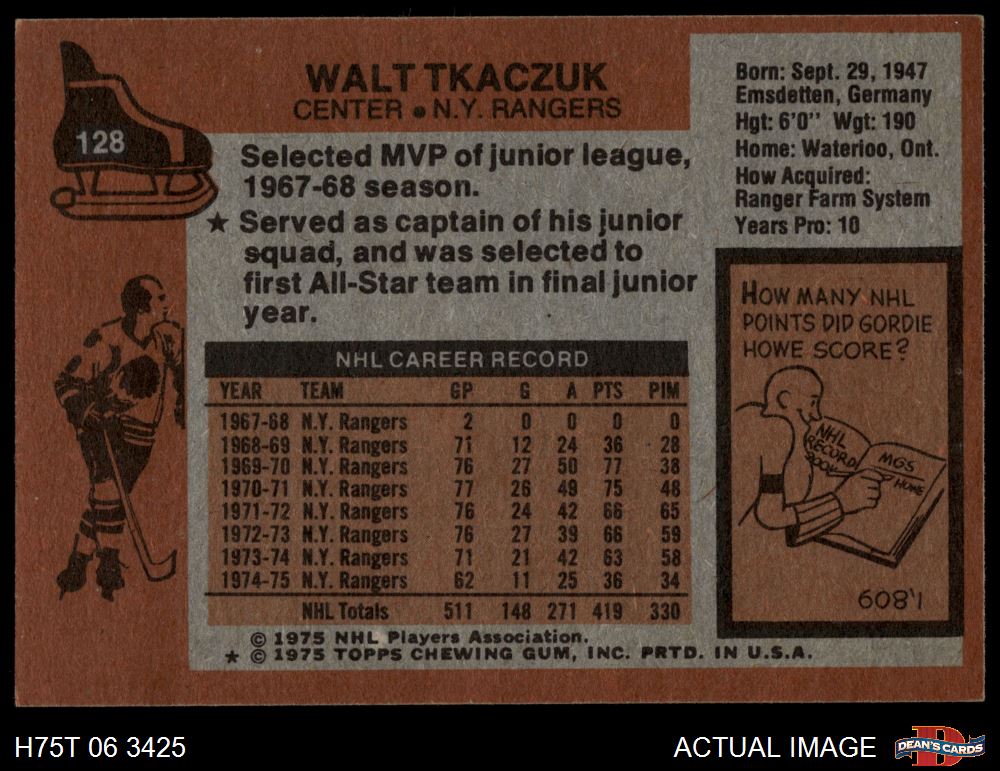 128
WALT TKACZUK
CENTER • N.Y. RANGERS
Selected MVP of junior league,
1967-68 season.
★ Served as captain of his junior
squad, and was selected to
first All-Star team in final junior
year.
Born: Sept. 29, 1947
Emsdetten, Germany
Hgt: 6'0" Wgt: 190
Home: Waterloo, Ont.
How Acquired:
Ranger Farm System
Years Pro: 10
NHL CAREER RECORD
YEAR TEAM GP G A PTS PIM
1967-68 N.Y. Rangers 2 0 0 0 0
1968-69 N.Y. Rangers 71 12 24 36 28
1969-70 N.Y. Rangers 76 27 50 77 38
1970-71 N.Y. Rangers 77 26 49 75 48
1971-72 N.Y. Rangers 76 24 42 66 65
1972-73 N.Y. Rangers 76 27 39 66 59
1973-74 N.Y. Rangers 71 21 42 63 58
1974-75 N.Y. Rangers 62 11 25 36 34
NHL Totals 511 148 271 419 330
© 1975 NHL Players Association.
★ © 1975 TOPPS CHEWING GUM, INC. PRTD. IN U.S.A.
HOW MANY NHL
POINTS DID GORDIE
HOWE SCORE?
NHL
RECORD
BOOK
MGS
HOWE
1,809
H75T 06 3425
ACTUAL IMAGE
DEAN'S CARDS